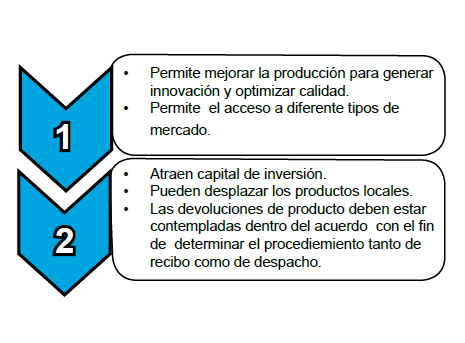 1
• Permite mejorar la producción para generar
innovación y optimizar calidad.
• Permite el acceso a diferente tipos de
mercado.
2
• Atraen capital de inversión.
• Pueden desplazar los productos locales.
• Las devoluciones de producto deben estar
contempladas dentro del acuerdo con el fin
de determinar el procediemiento tanto de
recibo como de despacho.